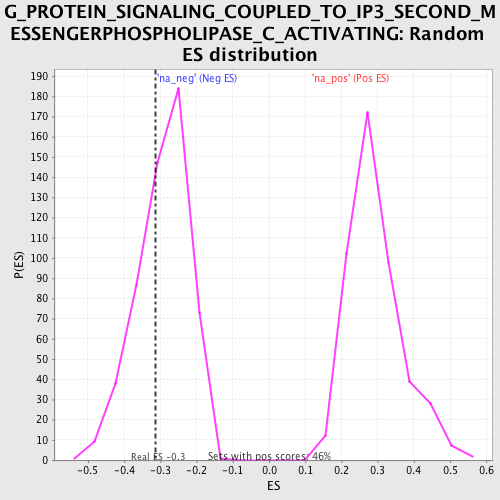 G_PROTEIN_SIGNALING_COUPLED_TO_IP3_SECOND_M
ESSENGERPHOSPHOLIPASE_C_ACTIVATING: Random
ES distribution
'na_neg' (Neg ES)
'na_pos' (Pos ES)
190
180
170
160
150
140
130
120
110
100
90
80
70
60
50
40
30
20
10
0
P(ES)
Real ES -0.3
Sets with pos scores: 46%
-0.5 -0.4 -0.3 -0.2 -0.1 0.0 0.1 0.2 0.3 0.4 0.5 0.6
ES